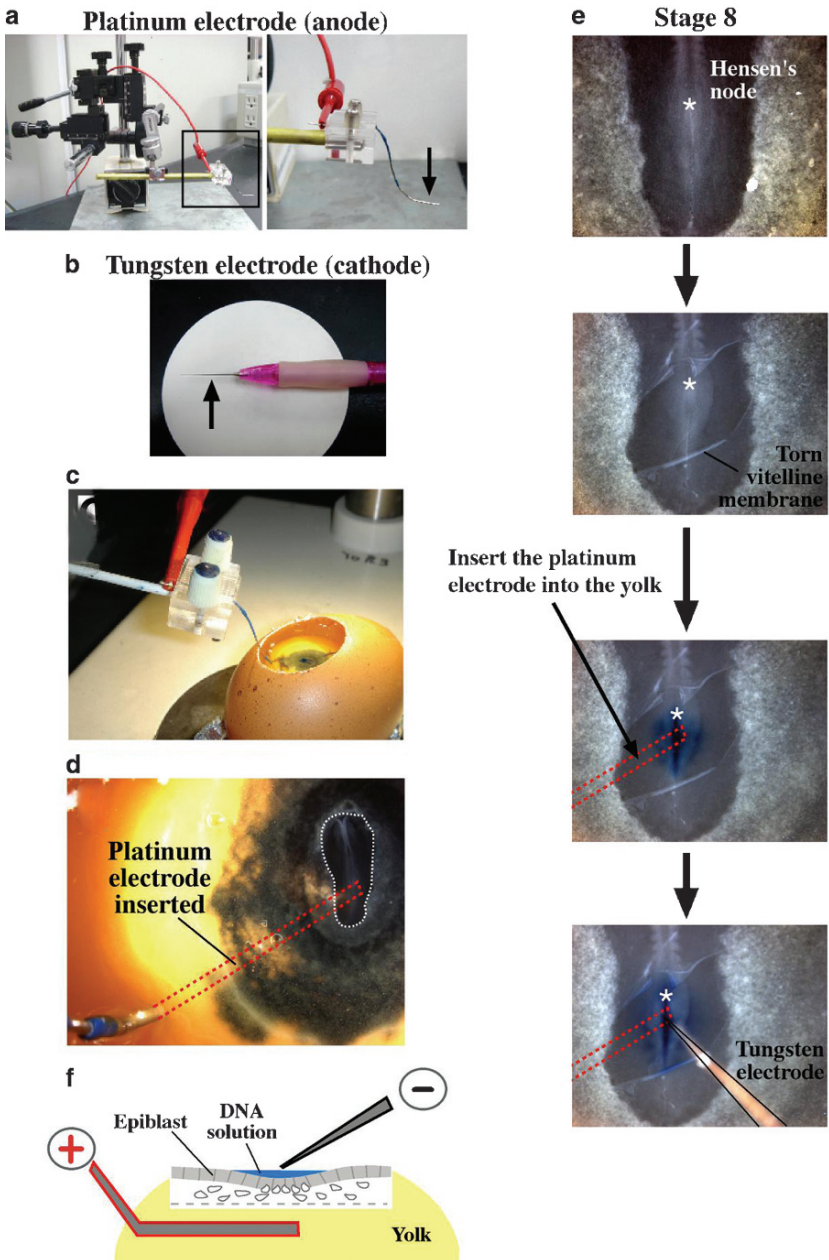 a
Platinum electrode (anode)
b
Tungsten electrode (cathode)
c
d
Platinum
electrode
inserted
e
Stage 8
Hensen's
node
*
*
Torn
vitelline
membrane
Insert the platinum
electrode into the yolk
*
*
Tungsten
electrode
f
Epiblast
DNA
solution
−
+
Yolk